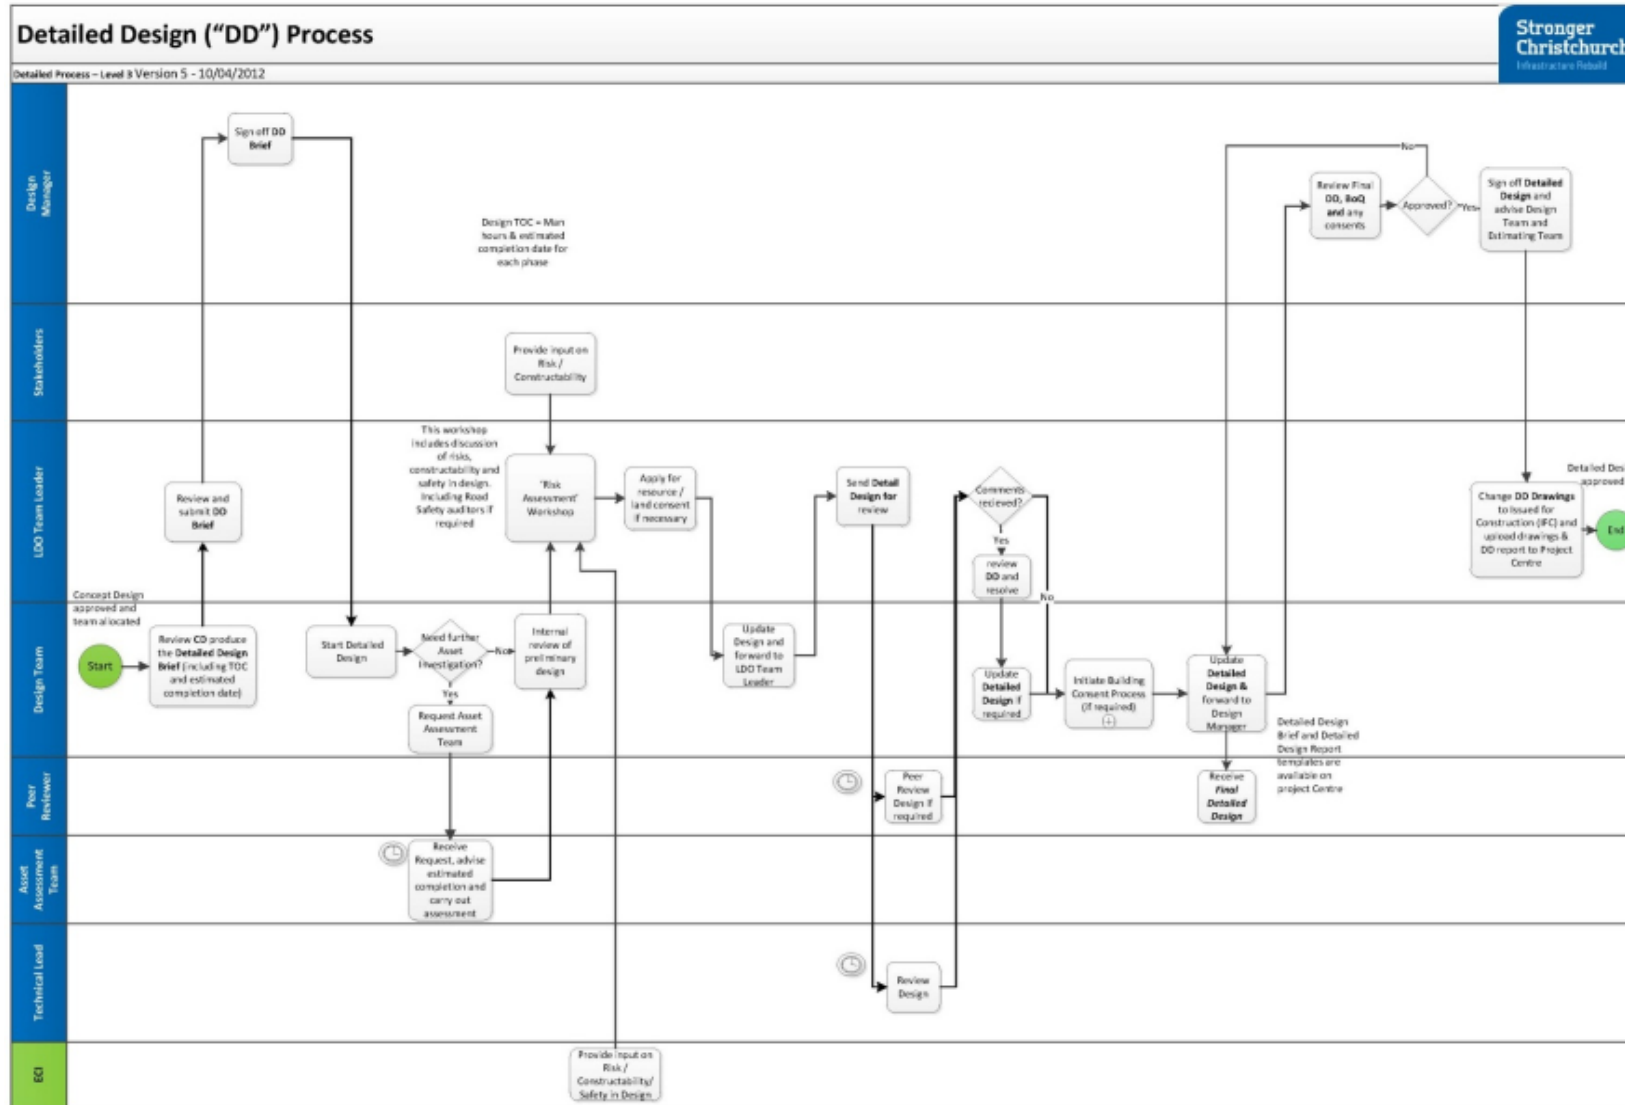 Detailed Design (“DD”) Process
Stronger
Christchurch
Infrastructure Rebuild
Detailed Process – Level 3 Version 5 - 10/04/2012
Design
Manager
Sign off DD
Brief
Design TOC = Man
hours & estimated
completion date for
each phase
No
Review Final
DD, BoQ
and any
consents
Approved?
Yes
Sign off Detailed
Design and
advise Design
Team and
Estimating Team
Stakeholders
Provide input on
Risk /
Constructability
LDO Team Leader
Review and
submit DD
Brief
This workshop
includes discussion
of risks,
constructability and
safety in design.
Including Road
Safety auditors if
required
‘Risk
Assessment’
Workshop
Apply for
resource /
land consent
if necessary
Send Detail
Design for
review
Comments
recieved?
Yes
review
DD and
resolve
No
Detailed Desi
approved
Change DD Drawings
to Issued for
Construction (IFC) and
upload drawings &
DD report to Project
Centre
End
Design Team
Concept Design
approved and
team allocated
Start
Review CD produce
the Detailed Design
Brief (including TOC
and estimated
completion date)
Start Detailed
Design
Need further
Asset
Investigation?
No
Yes
Request Asset
Assessment
Team
Internal
review of
preliminary
design
Update
Design and
forward to
LDO Team
Leader
Update
Detailed
Design if
required
Initiate Building
Consent Process
(if required)
Update
Detailed
Design &
forward to
Design
Manager
Detailed Design
Brief and Detailed
Design Report
templates are
available on
project Centre
Peer
Reviewer
Peer
Review
Design if
required
Receive
Final
Detailed
Design
Asset
Assessment
Team
Receive
Request, advise
estimated
completion and
carry out
assessment
Technical Lead
Review
Design
ECI
Provide input on
Risk /
Constructability/
Safety in Design